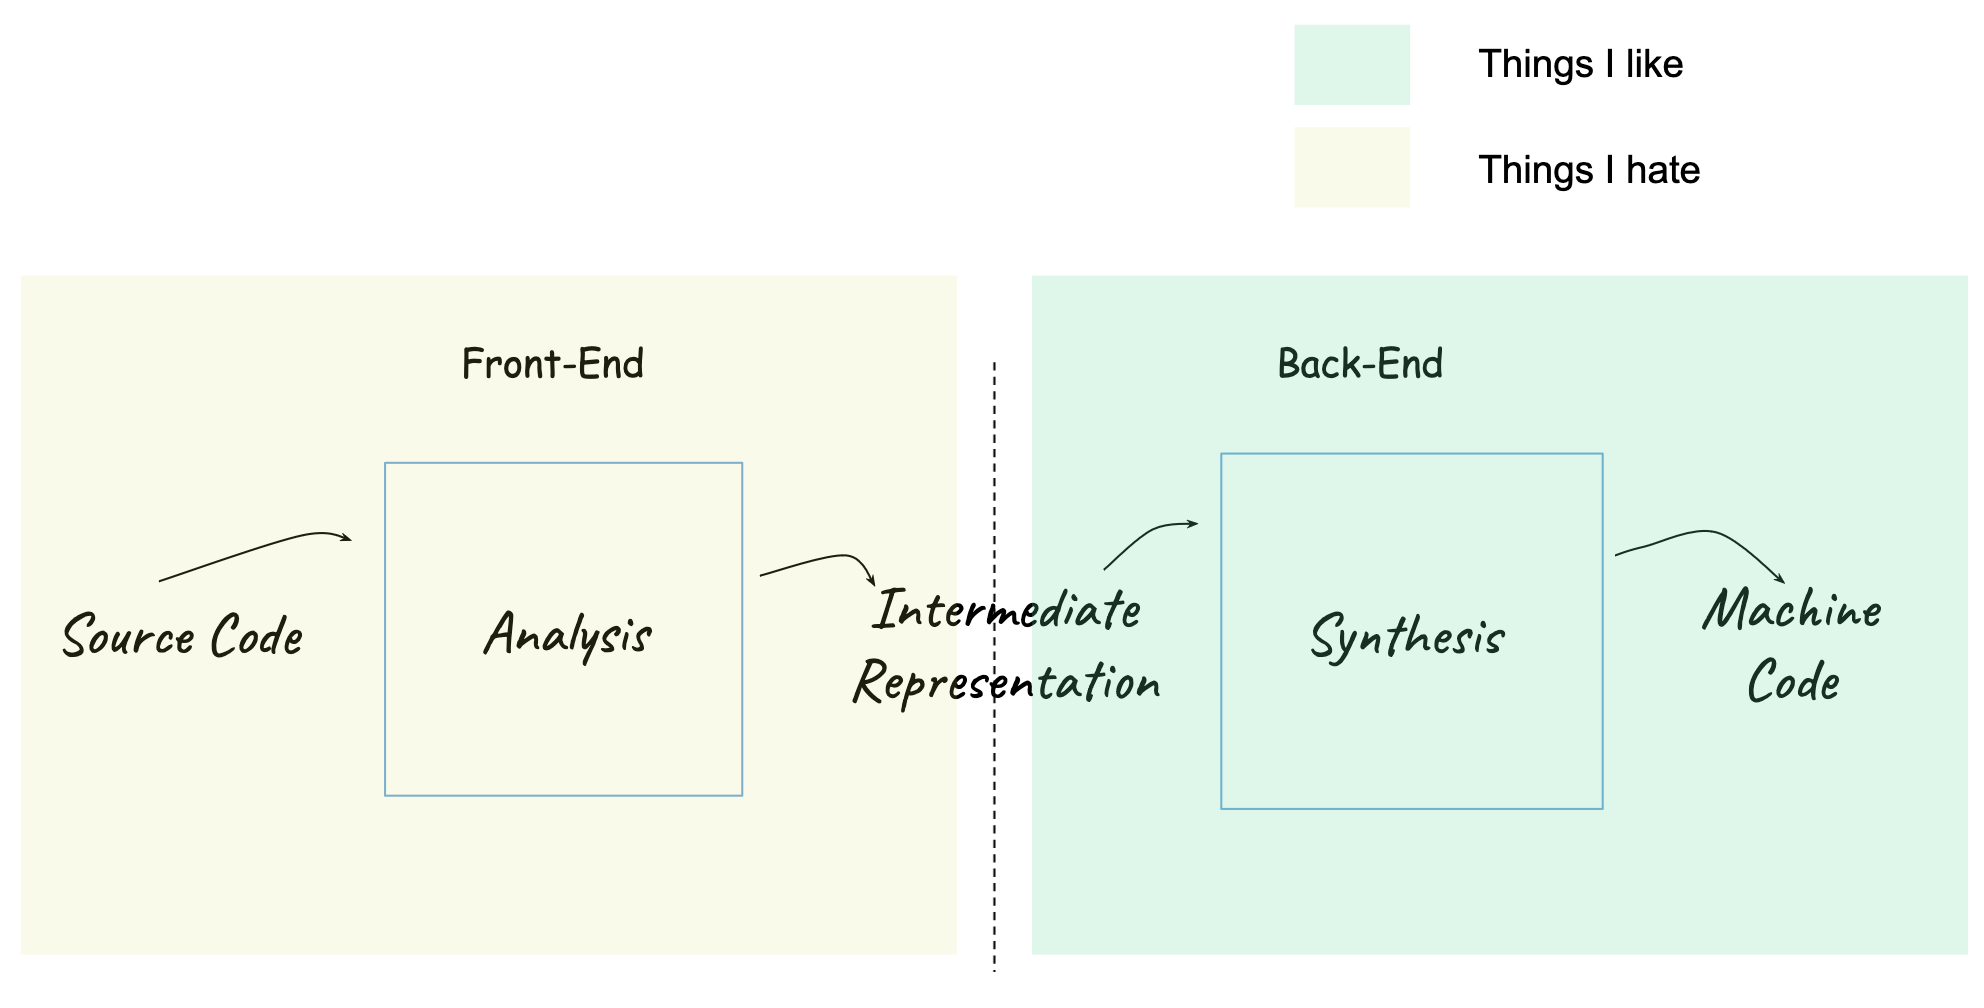 Things I like
Things I hate
Front-End
Back-End
Source Code
Analysis
Intermediate
Representation
Synthesis
Machine
Code